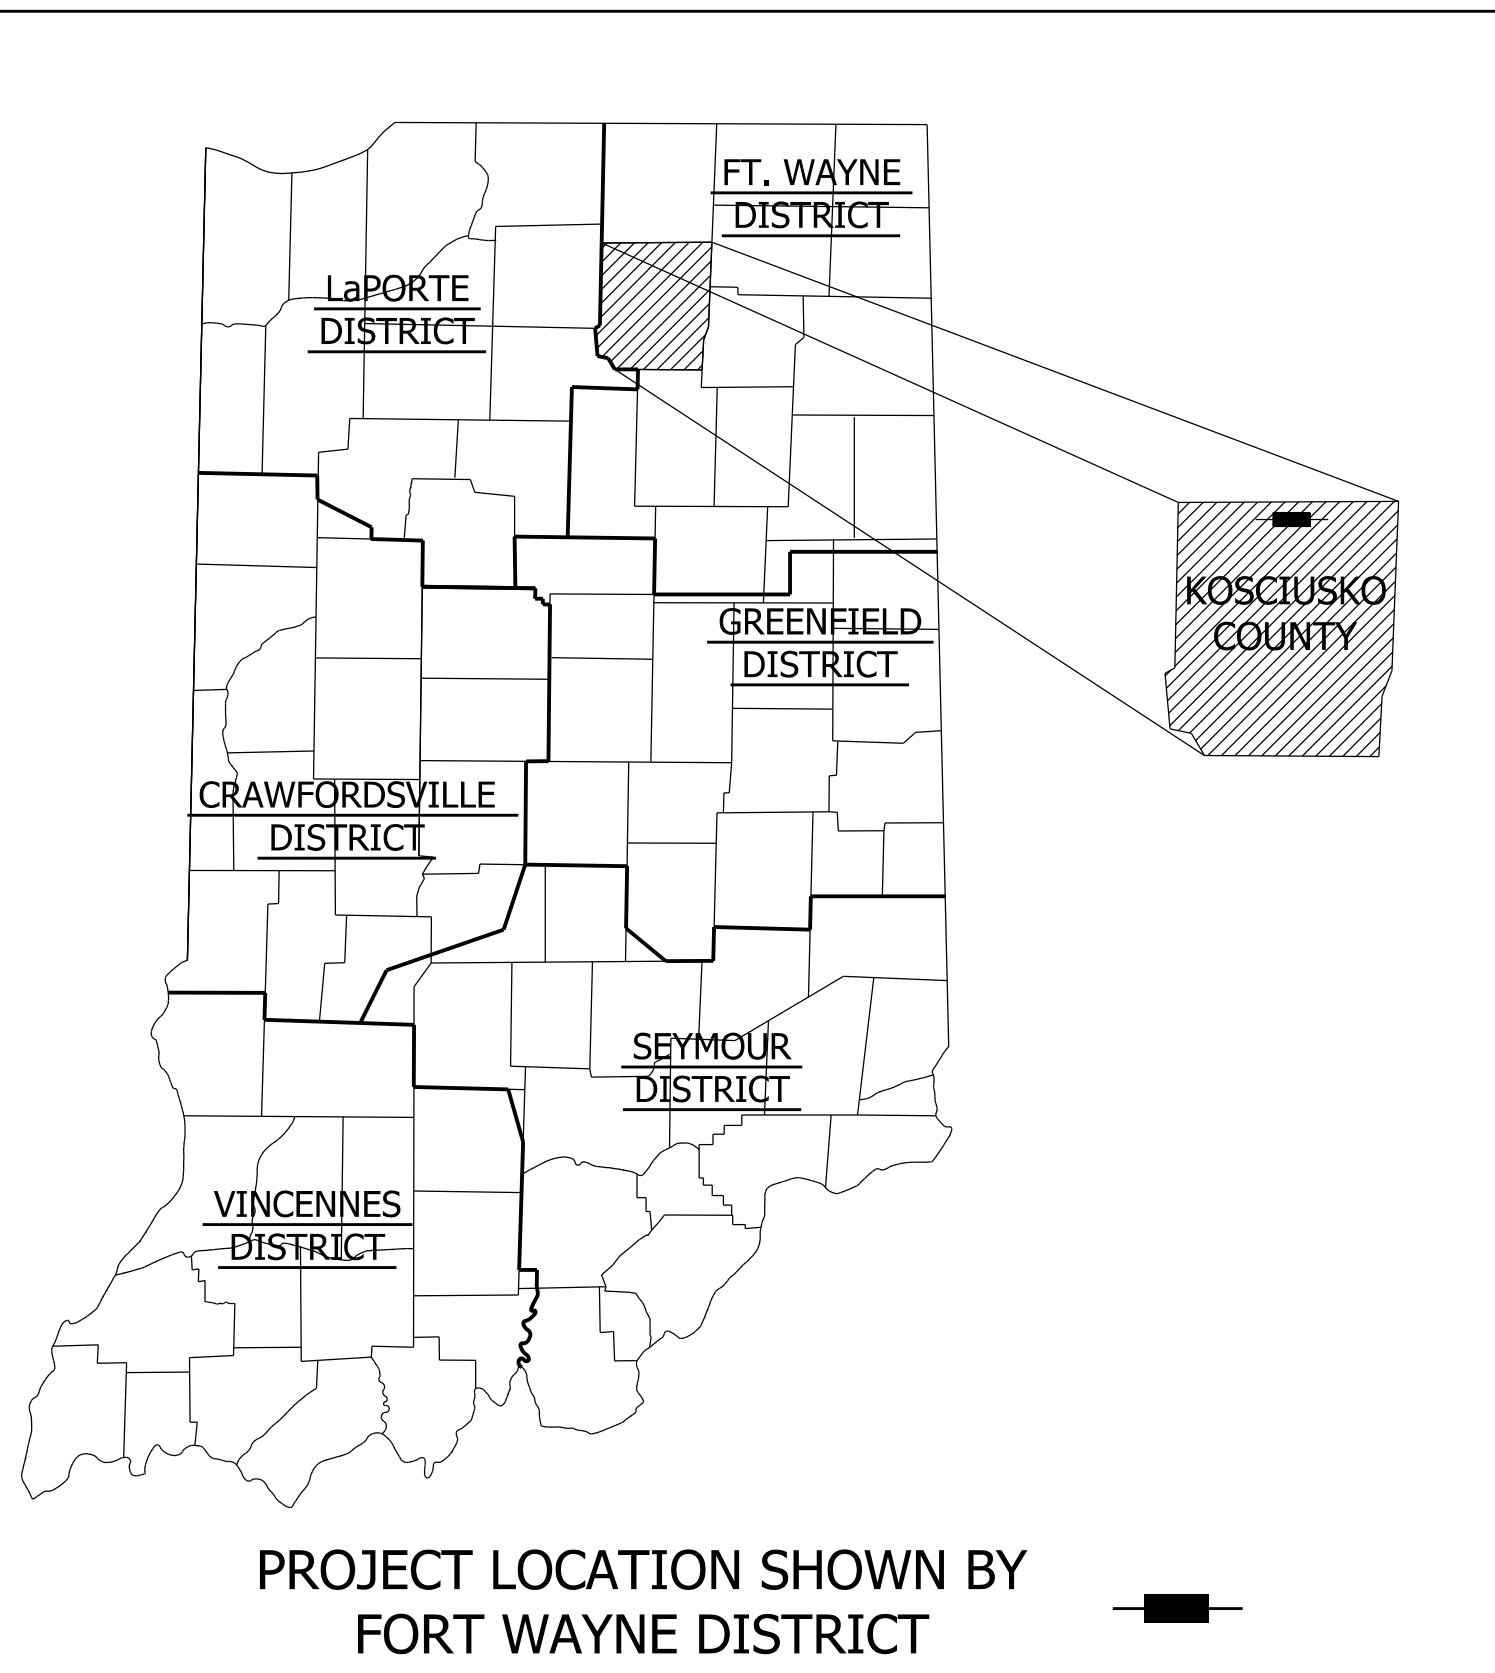 FT. WAYNE
DISTRICT
LaPORTE
DISTRICT
KOSCIUSKO
COUNTY
GREENFIELD
DISTRICT
CRAWFORDSVILLE
DISTRICT
SEYMOUR
DISTRICT
VINCENNES
DISTRICT
PROJECT LOCATION SHOWN BY
FORT WAYNE DISTRICT